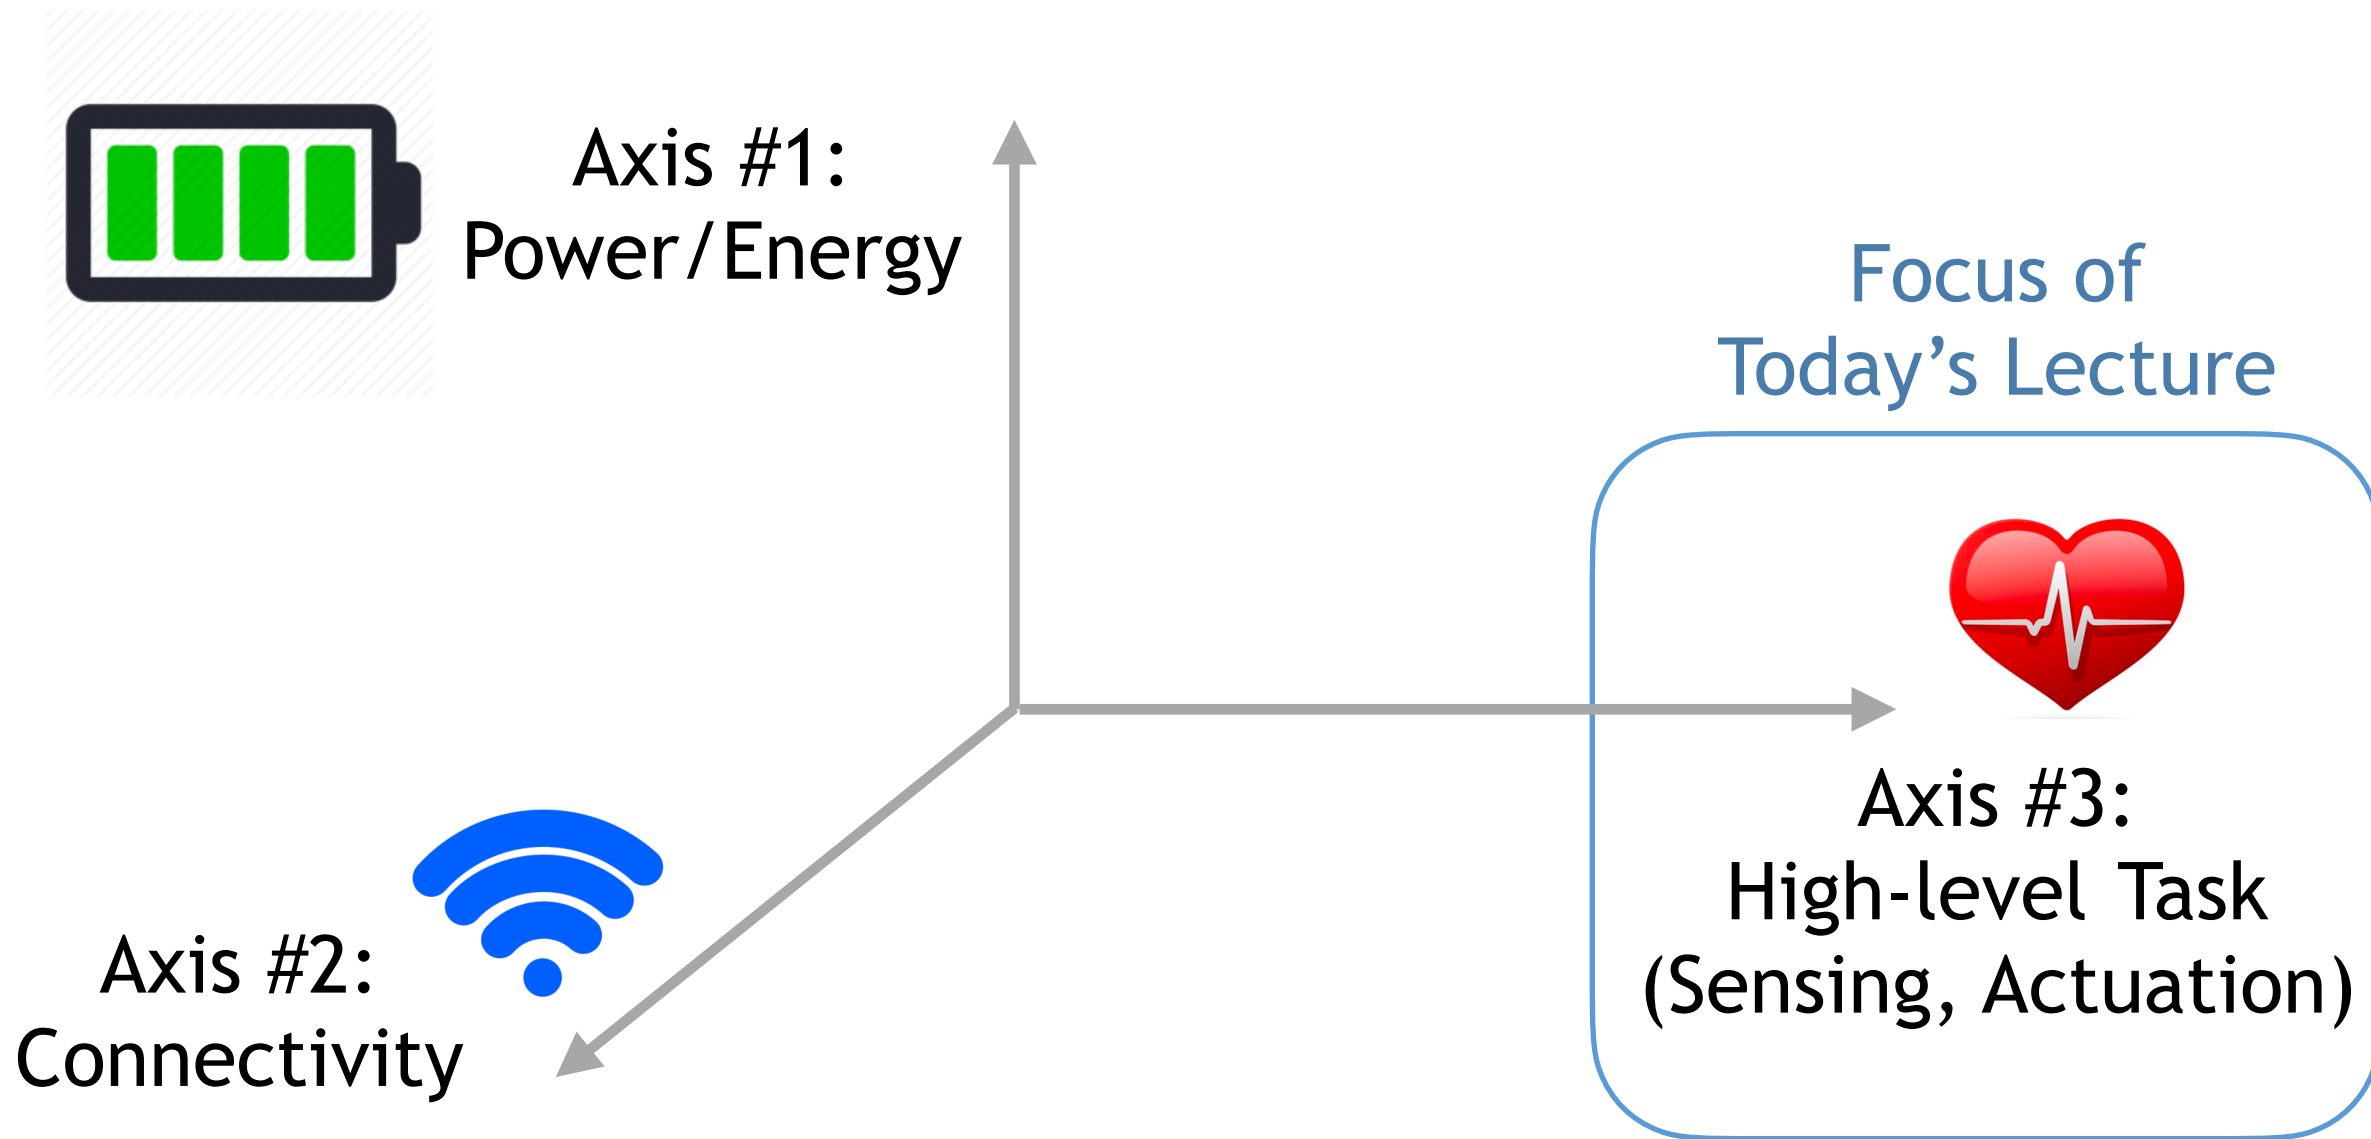 Axis #1:
Power/Energy
Focus of
Today’s Lecture
Axis #2:
Connectivity
Axis #3:
High-level Task
(Sensing, Actuation)